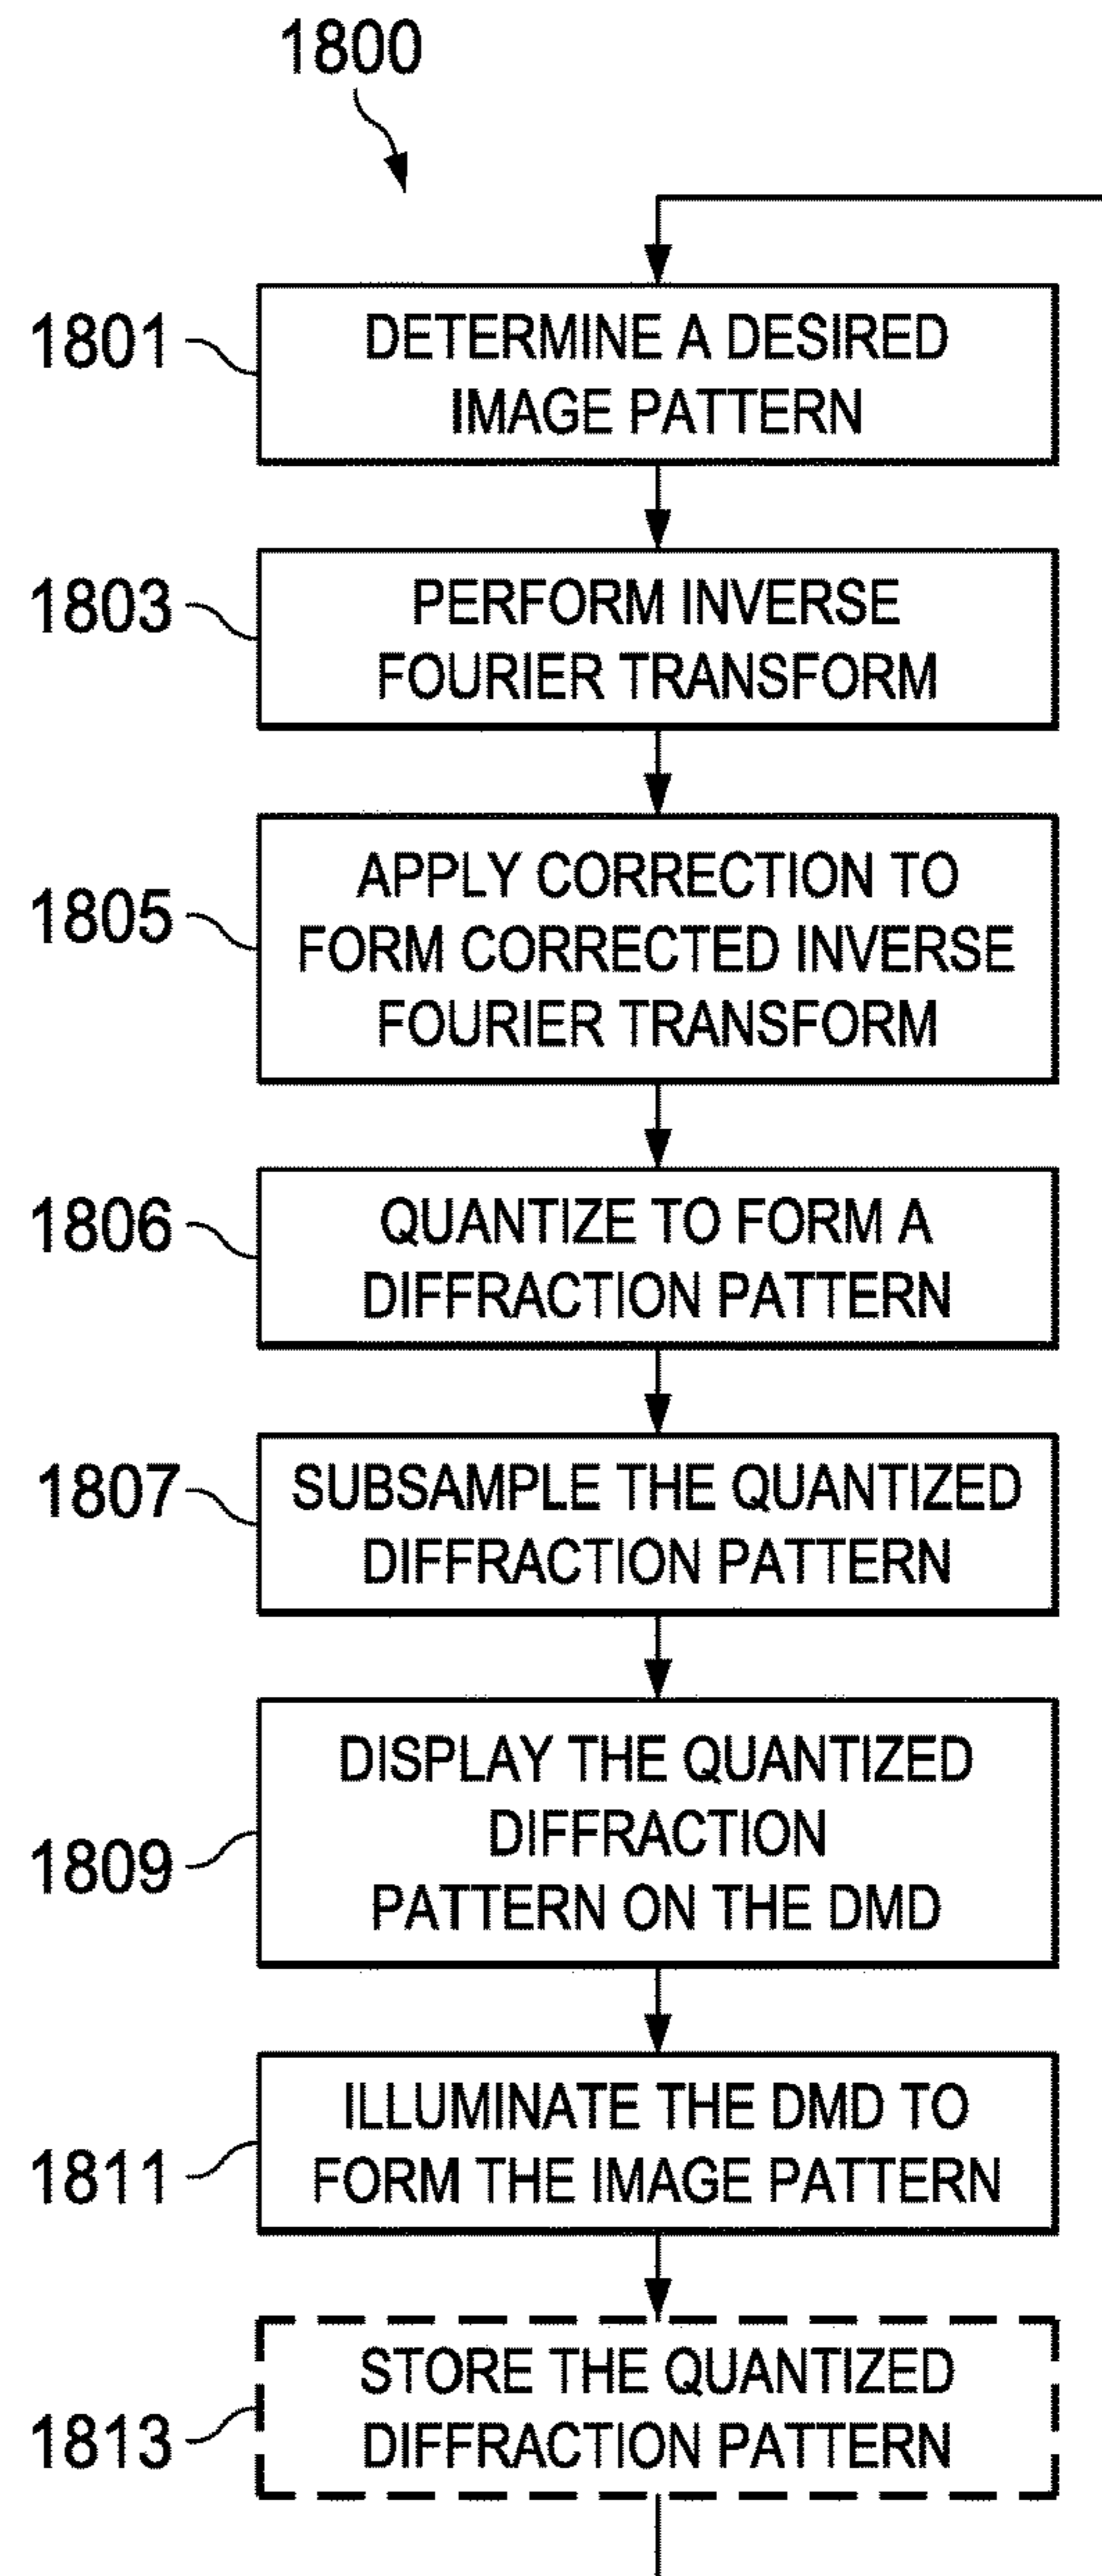 1800
1801
DETERMINE A DESIRED
IMAGE PATTERN
1803
PERFORM INVERSE
FOURIER TRANSFORM
1805
APPLY CORRECTION TO
FORM CORRECTED INVERSE
FOURIER TRANSFORM
1806
QUANTIZE TO FORM A
DIFFRACTION PATTERN
1807
SUBSAMPLE THE QUANTIZED
DIFFRACTION PATTERN
1809
DISPLAY THE QUANTIZED
DIFFRACTION
PATTERN ON THE DMD
1811
ILLUMINATE THE DMD TO
FORM THE IMAGE PATTERN
1813
STORE THE QUANTIZED
DIFFRACTION PATTERN